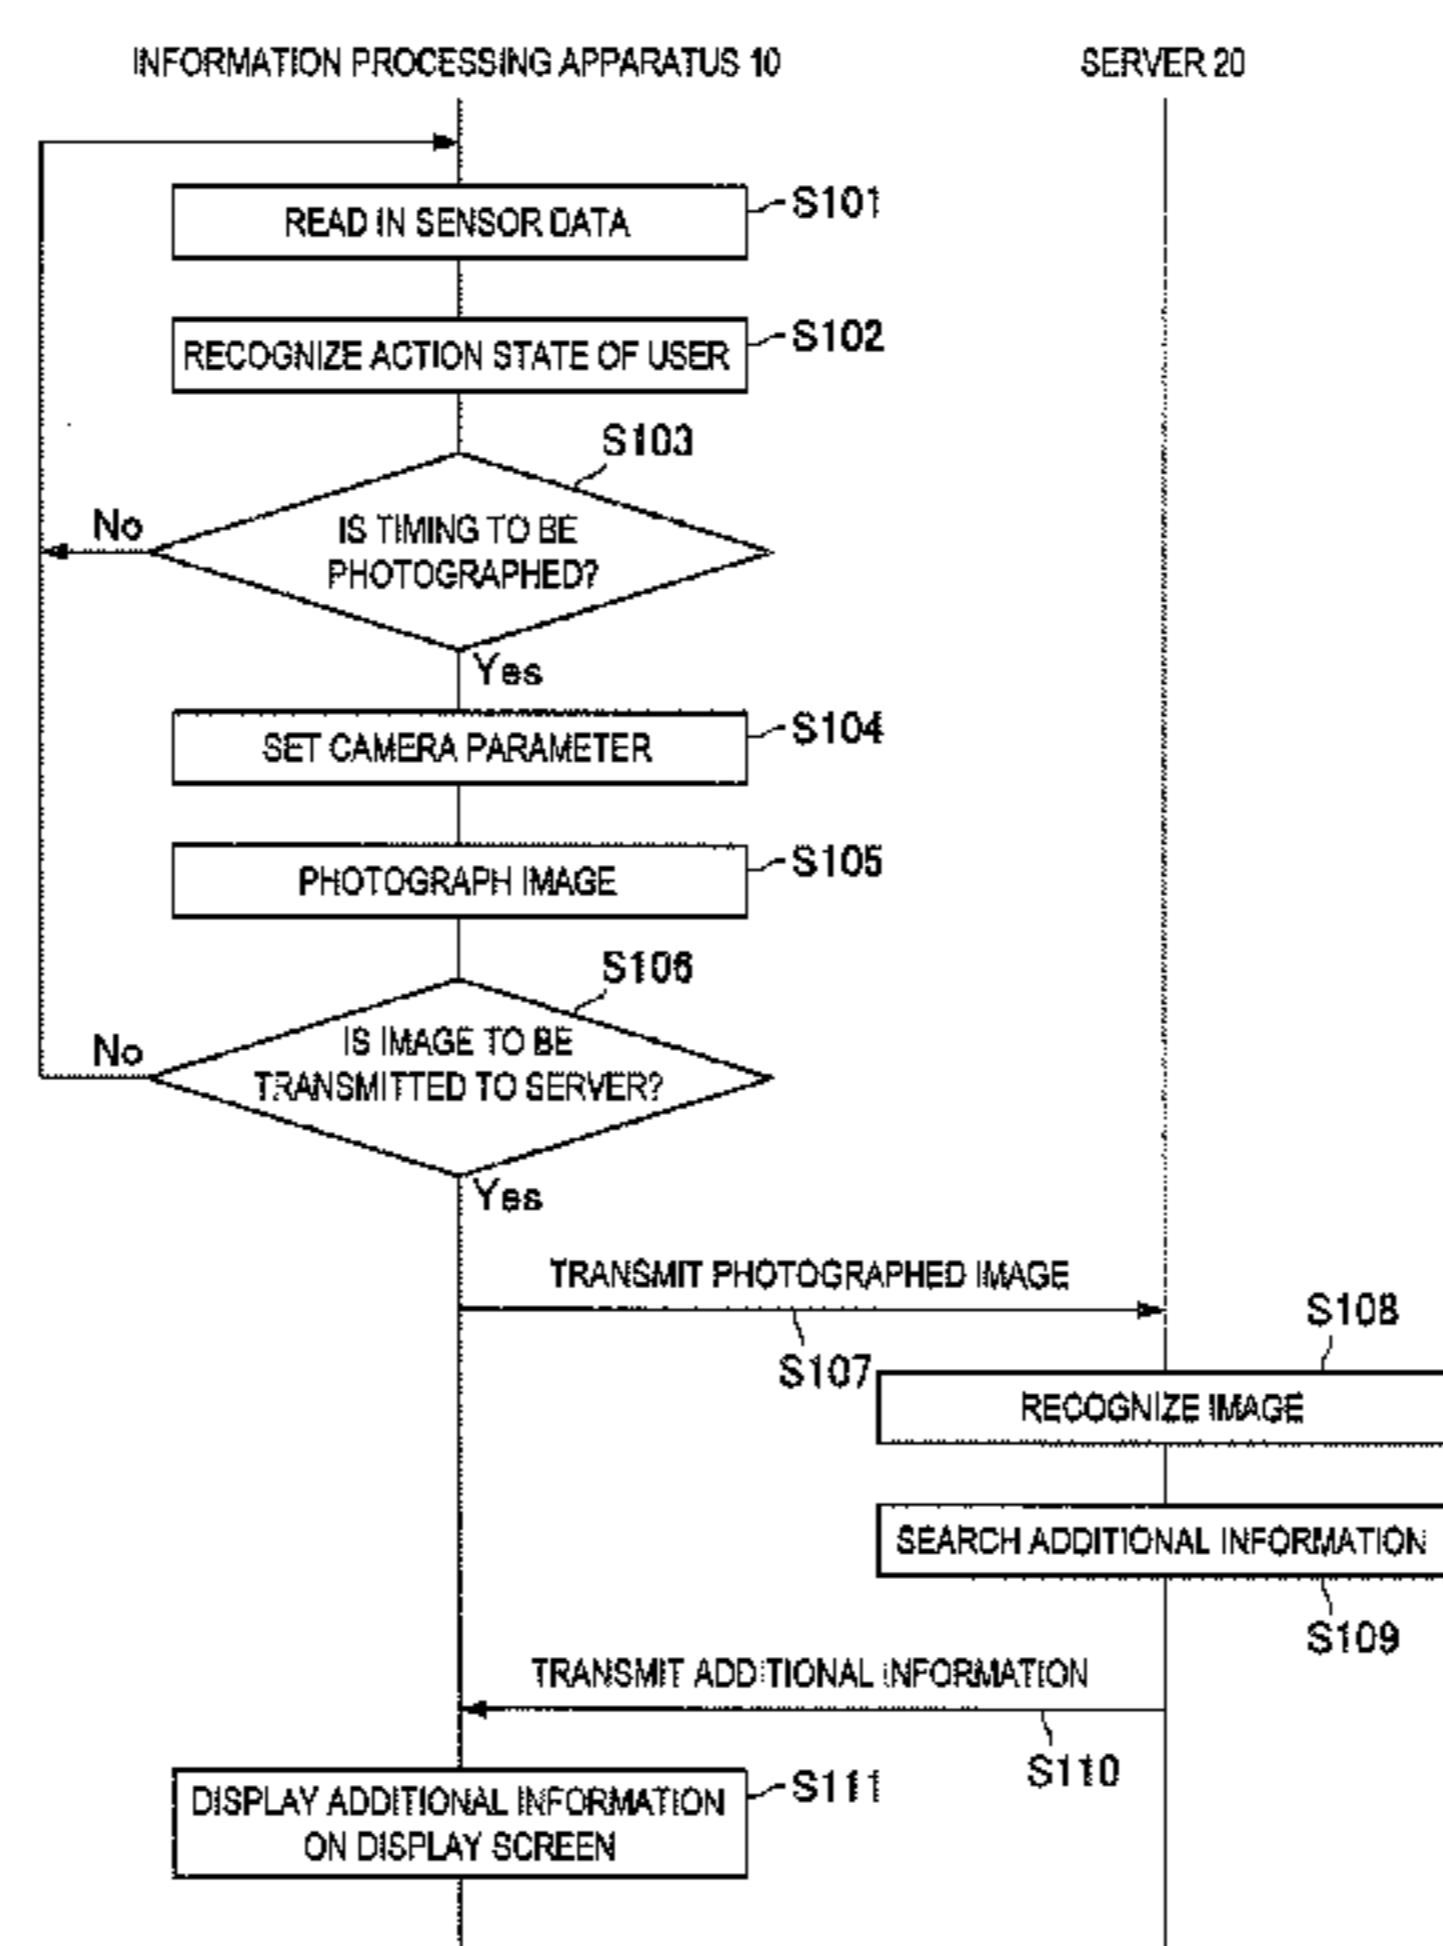 INFORMATION PROCESSING APPARATUS 10
SERVER 20
READ IN SENSOR DATA
S101
RECOGNIZE ACTION STATE OF USER
S102
S103
IS TIMING TO BE
PHOTOGRAPHED?
No
Yes
SET CAMERA PARAMETER
S104
PHOTOGRAPH IMAGE
S105
S106
IS IMAGE TO BE
TRANSMITTED TO SERVER?
No
Yes
TRANSMIT PHOTOGRAPHED IMAGE
S107
S108
RECOGNIZE IMAGE
SEARCH ADDITIONAL INFORMATION
S109
TRANSMIT ADDITIONAL INFORMATION
S110
DISPLAY ADDITIONAL INFORMATION
ON DISPLAY SCREEN
S111